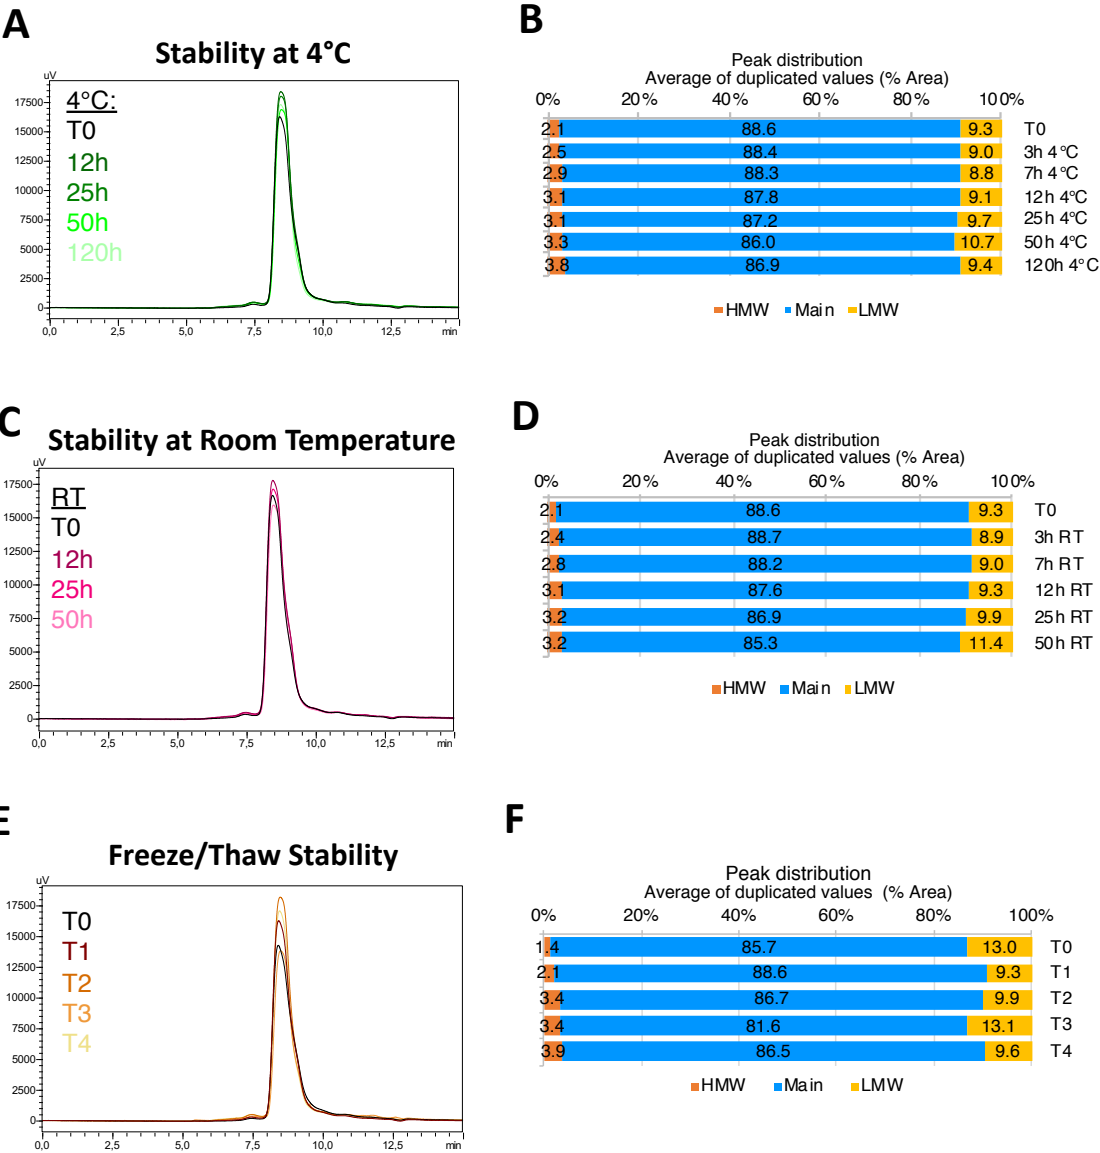 A
Stability at 4°C
uV
17500
15000
12500
10000
7500
5000
2500
0
4°C:
T0
12h
25h
50h
120h
0,0 2,5 5,0 7,5 10,0 12,5 min
B
Peak distribution
Average of duplicated values (% Area)
0% 20% 40% 60% 80% 100%
2.1 88.6 9.3 T0
2.5 88.4 9.0 3h 4°C
2.9 88.3 8.8 7h 4°C
3.1 87.8 9.1 12h 4°C
3.1 87.2 9.7 25h 4°C
3.3 86.0 10.7 50h 4°C
3.8 86.9 9.4 120h 4°C
HMW Main LMW
C
Stability at Room Temperature
uV
17500
15000
12500
10000
7500
5000
2500
0
RT
T0
12h
25h
50h
0,0 2,5 5,0 7,5 10,0 12,5 min
D
Peak distribution
Average of duplicated values (% Area)
0% 20% 40% 60% 80% 100%
2.1 88.6 9.3 T0
2.4 88.7 8.9 3h RT
2.8 88.2 9.0 7h RT
3.1 87.6 9.3 12h RT
3.2 86.9 9.9 25h RT
3.2 85.3 11.4 50h RT
HMW Main LMW
E
Freeze/Thaw Stability
uV
17500
15000
12500
10000
7500
5000
2500
0
T0
T1
T2
T3
T4
0,0 2,5 5,0 7,5 10,0 12,5 min
F
Peak distribution
Average of duplicated values (% Area)
0% 20% 40% 60% 80% 100%
1.4 85.7 13.0 T0
2.1 88.6 9.3 T1
3.4 86.7 9.9 T2
3.4 81.6 13.1 T3
3.9 86.5 9.6 T4
HMW Main LMW